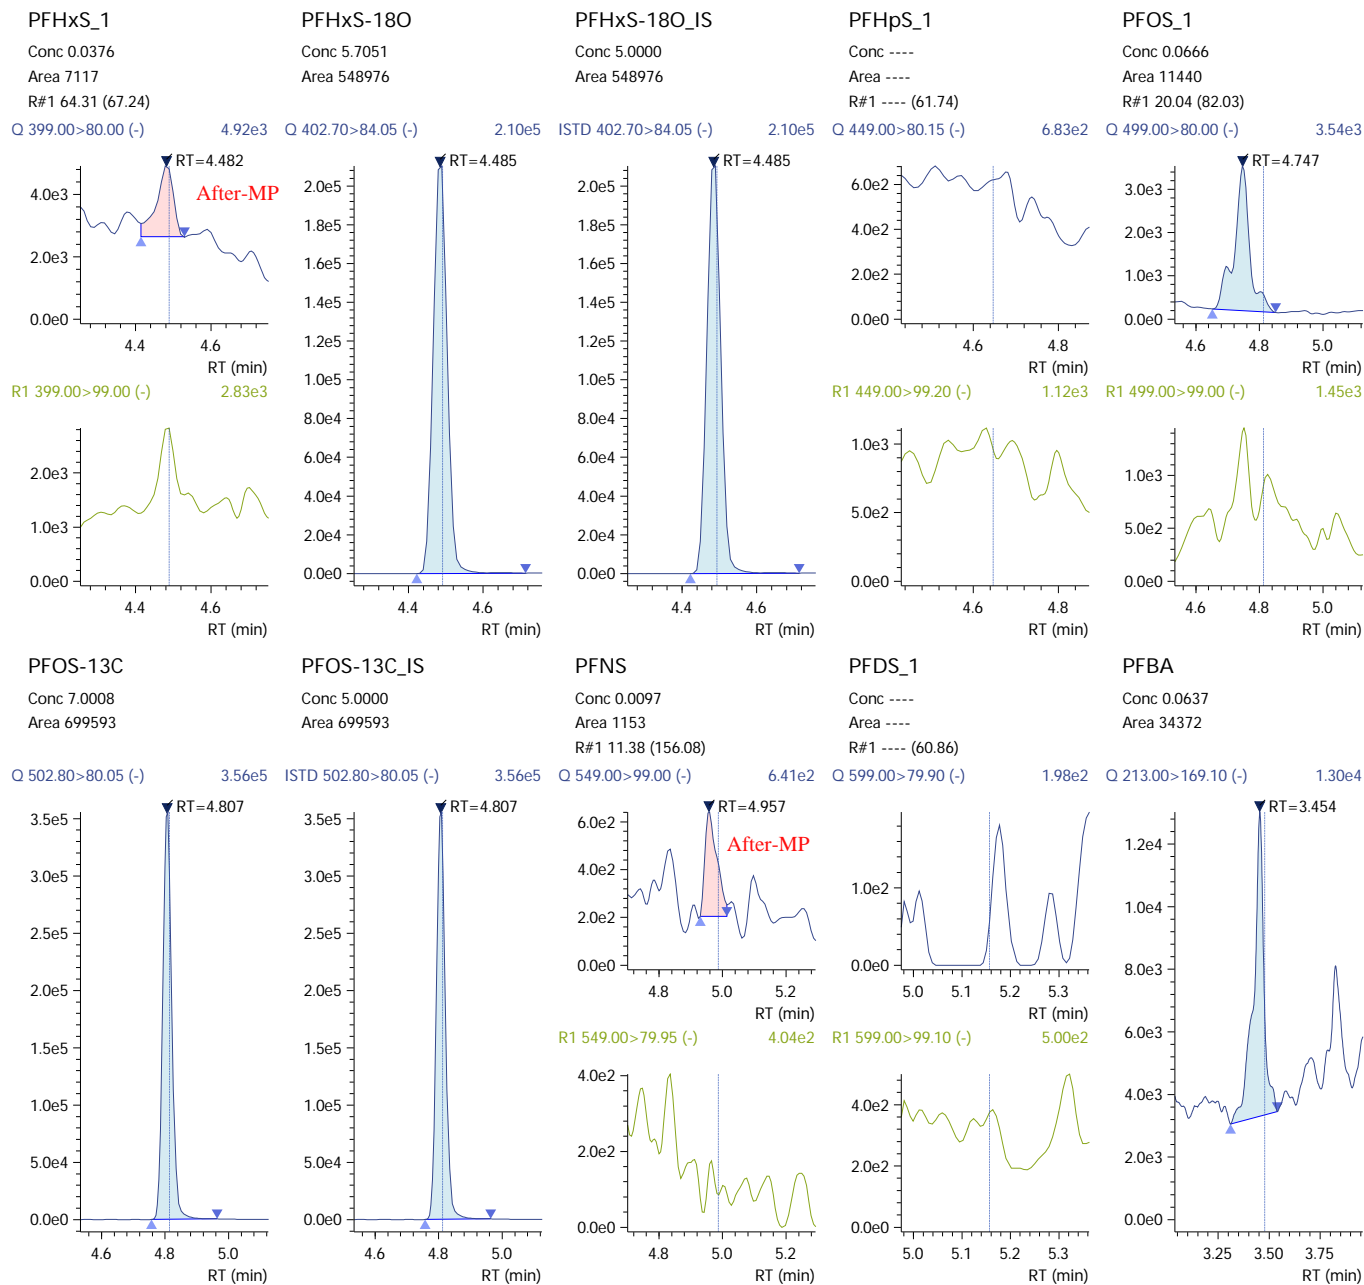 PFHxS_1
Conc 0.0376
Area 7117
R#1 64.31 (67.24)
Q 399.00>80.00 (-) 4.92e3
RT=4.482
After-MP
4.0e3
2.0e3
0.0e0
4.4 4.6
RT (min)
R1 399.00>99.00 (-) 2.83e3
2.0e3
1.0e3
0.0e0
4.4 4.6
RT (min)
PFHxS-18O
Conc 5.7051
Area 548976
Q 402.70>84.05 (-) 2.10e5
RT=4.485
2.0e5
1.8e5
1.6e5
1.4e5
1.2e5
1.0e5
8.0e4
6.0e4
4.0e4
2.0e4
0.0e0
4.4 4.6
RT (min)
PFHxS-18O_IS
Conc 5.0000
Area 548976
ISTD 402.70>84.05 (-) 2.10e5
RT=4.485
2.0e5
1.8e5
1.6e5
1.4e5
1.2e5
1.0e5
8.0e4
6.0e4
4.0e4
2.0e4
0.0e0
4.4 4.6
RT (min)
PFHpS_1
Conc ----
Area ----
R#1 ---- (61.74)
Q 449.00>80.15 (-) 6.83e2
6.0e2
4.0e2
2.0e2
0.0e0
4.6 4.8
RT (min)
R1 449.00>99.20 (-) 1.12e3
1.0e3
5.0e2
0.0e0
4.6 4.8
RT (min)
PFOS_1
Conc 0.0666
Area 11440
R#1 20.04 (82.03)
Q 499.00>80.00 (-) 3.54e3
RT=4.747
3.0e3
2.0e3
1.0e3
0.0e0
4.6 4.8 5.0
RT (min)
R1 499.00>99.00 (-) 1.45e3
1.0e3
5.0e2
0.0e0
4.6 4.8 5.0
RT (min)
PFOS-13C
Conc 7.0008
Area 699593
Q 502.80>80.05 (-) 3.56e5
RT=4.807
3.5e5
3.0e5
2.5e5
2.0e5
1.5e5
1.0e5
5.0e4
0.0e0
4.6 4.8 5.0
RT (min)
PFOS-13C_IS
Conc 5.0000
Area 699593
ISTD 502.80>80.05 (-) 3.56e5
RT=4.807
3.5e5
3.0e5
2.5e5
2.0e5
1.5e5
1.0e5
5.0e4
0.0e0
4.6 4.8 5.0
RT (min)
PFNS
Conc 0.0097
Area 1153
R#1 11.38 (156.08)
Q 549.00>99.00 (-) 6.41e2
RT=4.957
After-MP
6.0e2
4.0e2
2.0e2
0.0e0
4.8 5.0 5.2
RT (min)
R1 549.00>79.95 (-) 4.04e2
4.0e2
2.0e2
0.0e0
4.8 5.0 5.2
RT (min)
PFDS_1
Conc ----
Area ----
R#1 ---- (60.86)
Q 599.00>79.90 (-) 1.98e2
1.0e2
0.0e0
5.0 5.1 5.2 5.3
RT (min)
R1 599.00>99.10 (-) 5.00e2
4.0e2
2.0e2
0.0e0
5.0 5.1 5.2 5.3
RT (min)
PFBA
Conc 0.0637
Area 34372
Q 213.00>169.10 (-) 1.30e4
RT=3.454
1.2e4
1.0e4
8.0e3
6.0e3
4.0e3
2.0e3
0.0e0
3.25 3.50 3.75
RT (min)